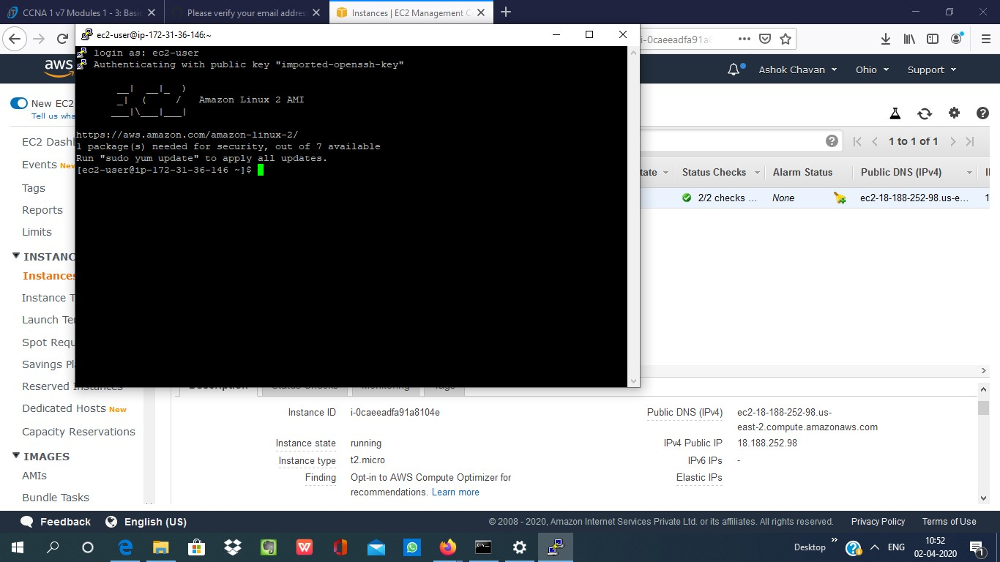 CCNA 1 v7 Modules 1 - 3: Basic
Please verify your email addres
Instances | EC2 Management C
ec2-user@ip-172-31-36-146:~
i-0caeeadfa91a8
login as: ec2-user
Authenticating with public key "imported-openssh-key"
__|  __|_  )
_|  (     /   Amazon Linux 2 AMI
___|\___|___|
https://aws.amazon.com/amazon-linux-2/
1 package(s) needed for security, out of 7 available
Run "sudo yum update" to apply all updates.
[ec2-user@ip-172-31-36-146 ~]$
aws
Ashok Chavan
Ohio
Support
New EC2
Tell us wha
EC2 Dash
Events New
Tags
Reports
Limits
INSTANC
Instances
Instance T
Launch Te
Spot Requ
Savings Pl
Reserved Instances
Dedicated Hosts New
Capacity Reservations
IMAGES
AMIs
Bundle Tasks
1 to 1 of 1
tate
Status Checks
Alarm Status
Public DNS (IPv4)
2/2 checks ...
None
ec2-18-188-252-98.us-e...
1
Description
Status Checks
Monitoring
Tags
Instance ID i-0caeeadfa91a8104e
Public DNS (IPv4) ec2-18-188-252-98.us-
east-2.compute.amazonaws.com
Instance state running
IPv4 Public IP 18.188.252.98
Instance type t2.micro
IPv6 IPs -
Finding Opt-in to AWS Compute Optimizer for
recommendations. Learn more
Elastic IPs
Feedback
English (US)
© 2008 - 2020, Amazon Internet Services Private Ltd. or its affiliates. All rights reserved.
Privacy Policy
Terms of Use
Desktop
ENG
10:52
02-04-2020
1